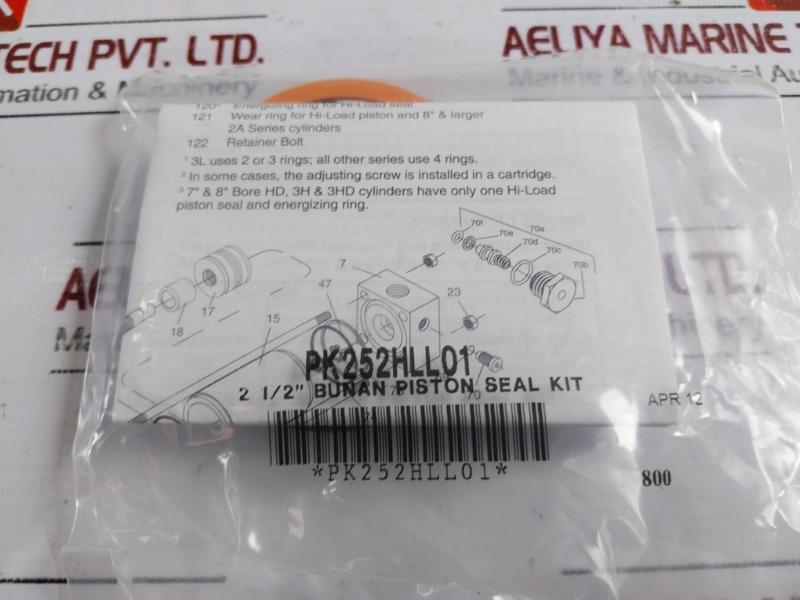 TECH PVT. LTD.
AELIYA MARINE
mation & Machinery
Marine & Industrial Au
120 Energizing ring for Hi-Load seal
121 Wear ring for Hi-Load piston and 8" & larger
2A Series cylinders
122 Retainer Bolt
1 3L uses 2 or 3 rings; all other series use 4 rings.
2 In some cases, the adjusting screw is installed in a cartridge.
3 7" & 8" Bore HD, 3H & 3HD cylinders have only one Hi-Load
piston seal and energizing ring.
70f
70e
70a
70d
70c
70b
7
47
23
17
18
15
70
PK252HLL01
2 1/2" BUNAN PISTON SEAL KIT
APR 12
*PK252HLL01*
800
LTD.